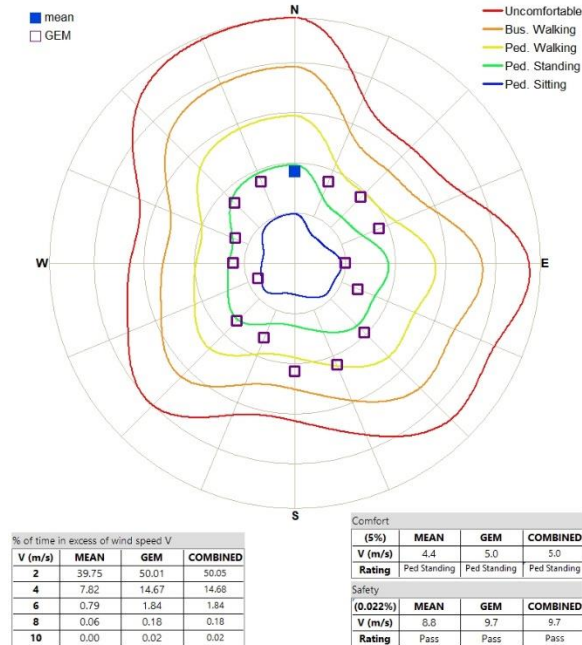 N
mean
GEM
Uncomfortable
Bus. Walking
Ped. Walking
Ped. Standing
Ped. Sitting
W
E
S
% of time in excess of wind speed V
V (m/s) MEAN GEM COMBINED
2 39.75 50.01 50.05
4 7.82 14.67 14.68
6 0.79 1.84 1.84
8 0.06 0.18 0.18
10 0.00 0.02 0.02
Comfort
(5%) MEAN GEM COMBINED
V (m/s) 4.4 5.0 5.0
Rating Ped Standing Ped Standing Ped Standing
Safety
(0.022%) MEAN GEM COMBINED
V (m/s) 8.8 9.7 9.7
Rating Pass Pass Pass